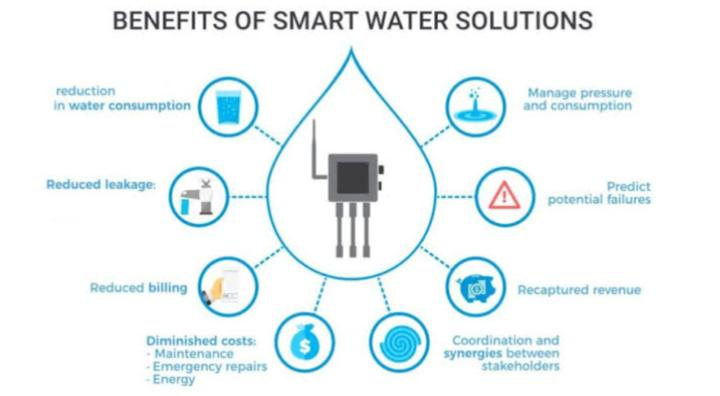 BENEFITS OF SMART WATER SOLUTIONS
reduction
in water consumption
Reduced leakage:
Reduced billing
Diminished costs:
- Maintenance
- Emergency repairs
- Energy
Manage pressure
and consumption
Predict
potential failures
Recaptured revenue
Coordination and
synergies between
stakeholders
$